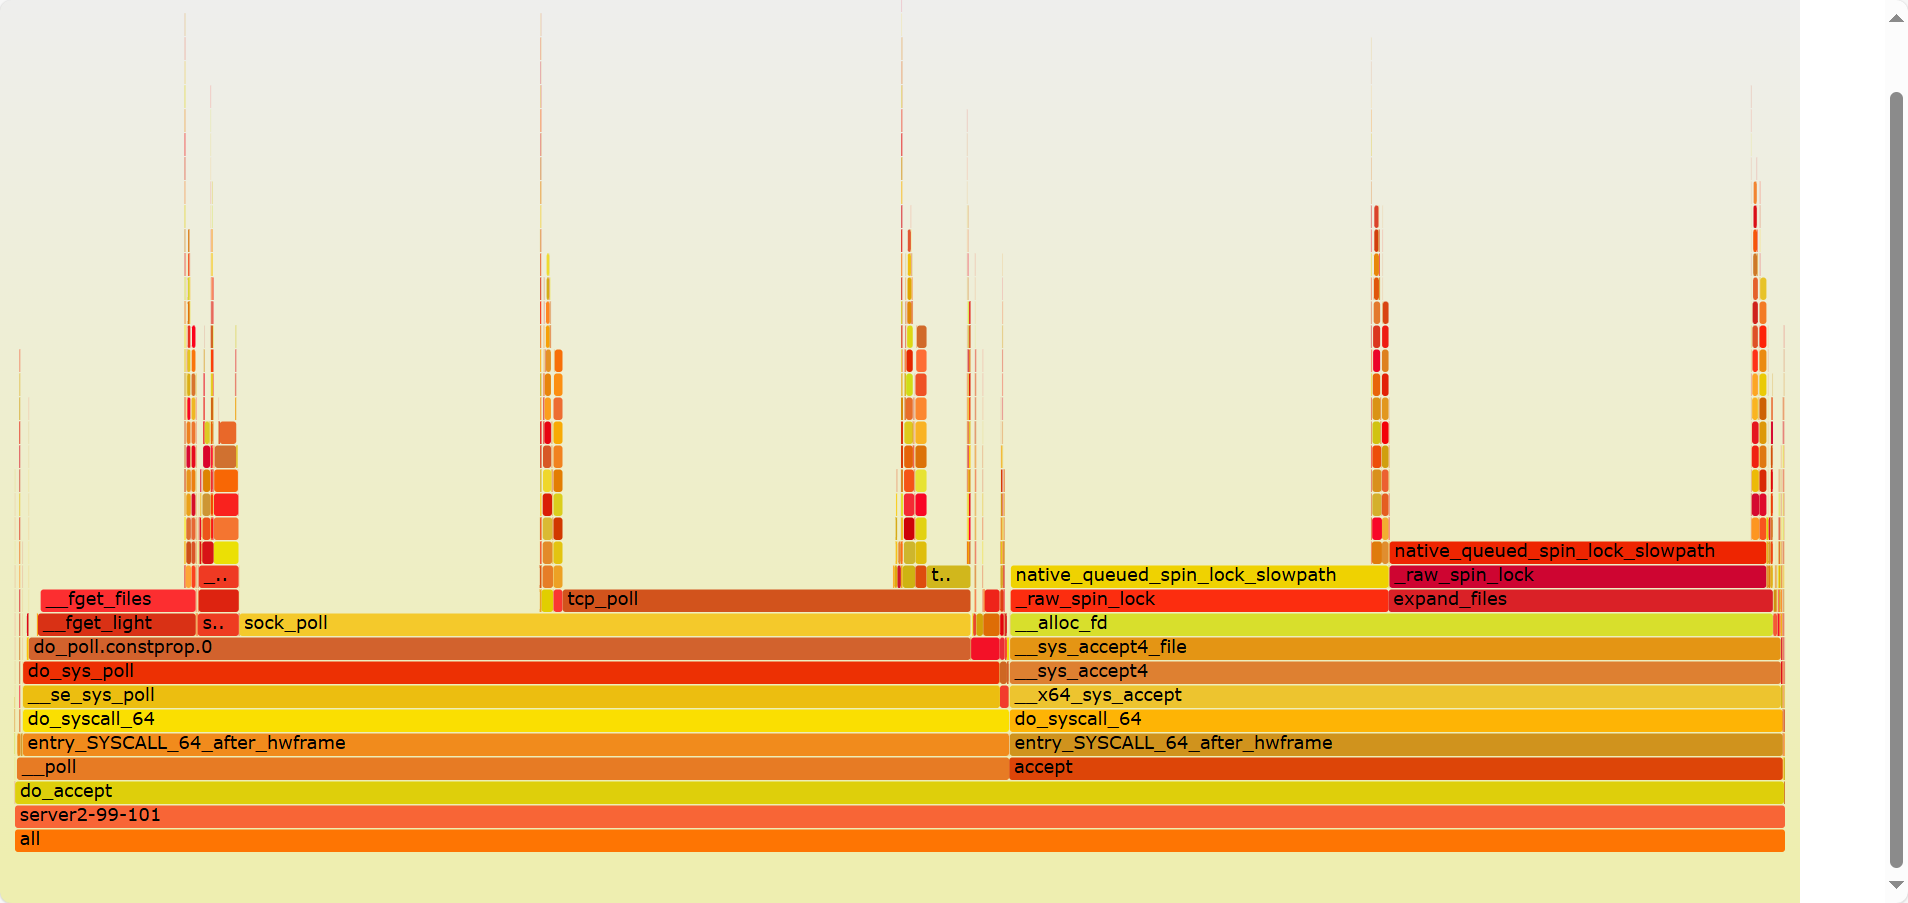 native_queued_spin_lock_slowpath
_..
t..
native_queued_spin_lock_slowpath
_raw_spin_lock
__fget_files
tcp_poll
_raw_spin_lock
expand_files
__fget_light
s..
sock_poll
__alloc_fd
do_poll.constprop.0
__sys_accept4_file
do_sys_poll
__sys_accept4
__se_sys_poll
__x64_sys_accept
do_syscall_64
do_syscall_64
entry_SYSCALL_64_after_hwframe
entry_SYSCALL_64_after_hwframe
__poll
accept
do_accept
server2-99-101
all